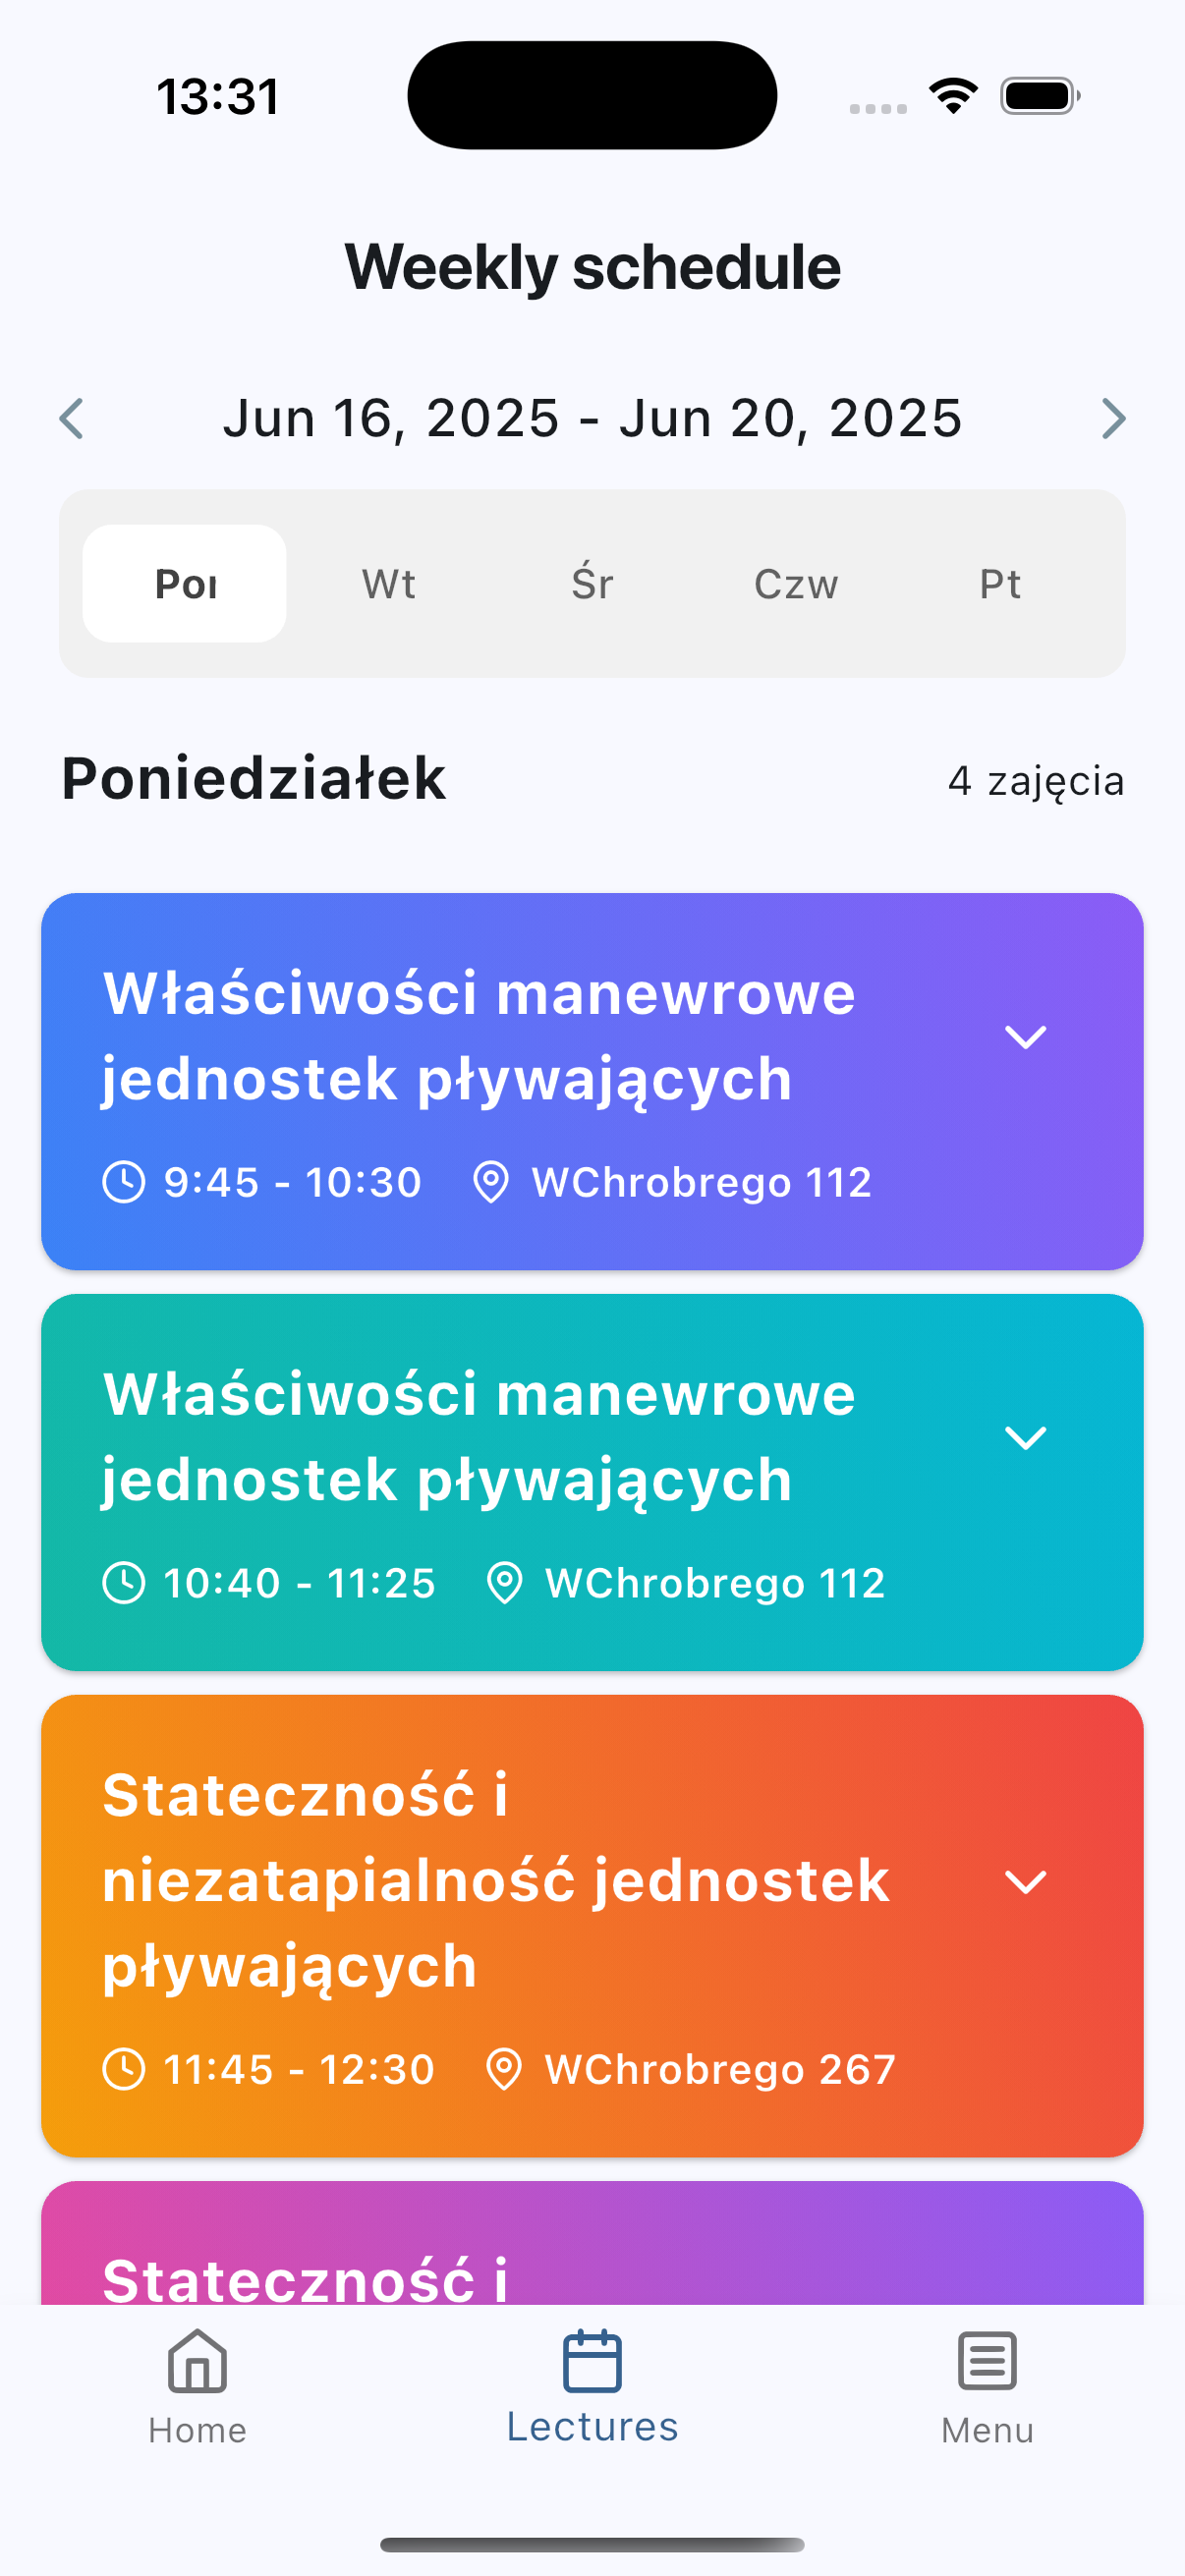 13:31
Weekly schedule
Jun 16, 2025 - Jun 20, 2025
Wt
Śr
Czw
Pt
Poniedziałek
4 zajęcia
Właściwości manewrowe
jednostek pływających
9:45 - 10:30
WChrobrego 112
Właściwości manewrowe
jednostek pływających
10:40 - 11:25
WChrobrego 112
Stateczność i
niezatapialność jednostek
pływających
11:45 - 12:30
WChrobrego 267
Stateczność i
Home
Lectures
Menu